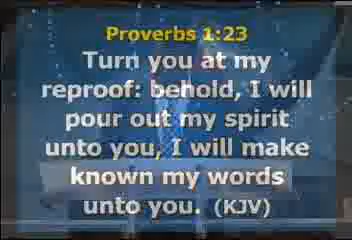 Proverbs 1:23
Turn you at my
reproof: behold, I will
pour out my spirit
unto you, I will make
known my words
unto you. (KJV)